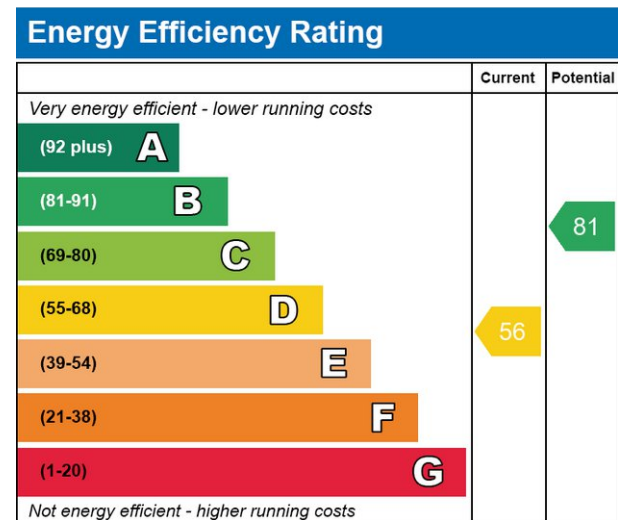 Energy Efficiency Rating
Current Potential
Very energy efficient - lower running costs
(92 plus) A
(81-91) B
81
(69-80) C
(55-68) D
56
(39-54) E
(21-38) F
(1-20) G
Not energy efficient - higher running costs